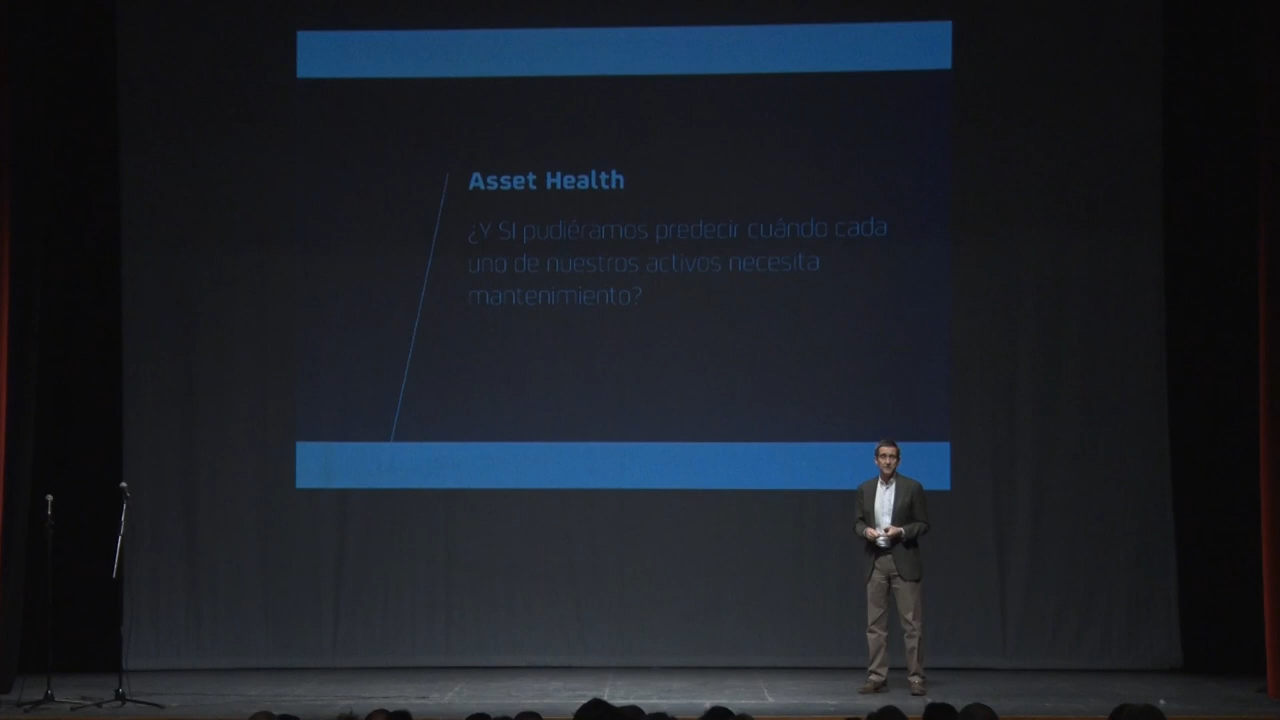 Asset Health
¿Y SI pudiéramos predecir cuándo cada
uno de nuestros activos necesita
mantenimiento?